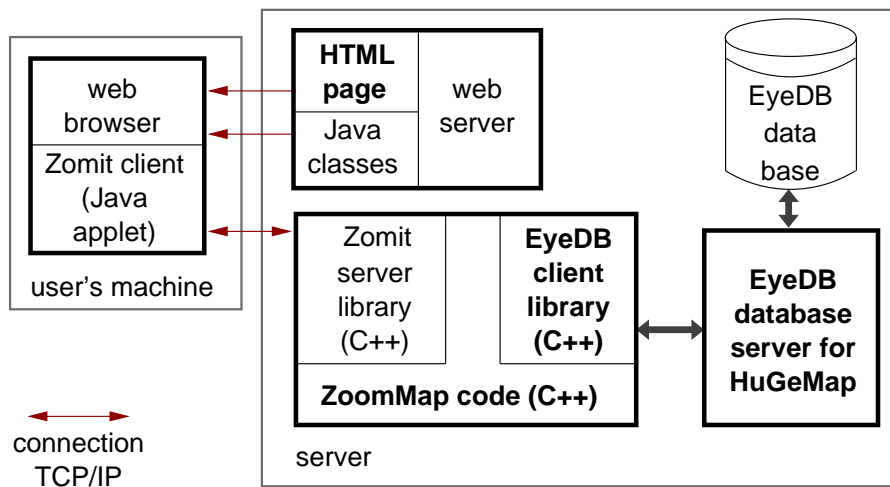 web
browser
Zomit client
(Java
applet)
user's machine
HTML
page
Java
classes
web
server
EyeDB
data
base
Zomit
server
library
(C++)
EyeDB
client
library
(C++)
ZoomMap code (C++)
EyeDB
database
server for
HuGeMap
server
connection
TCP/IP